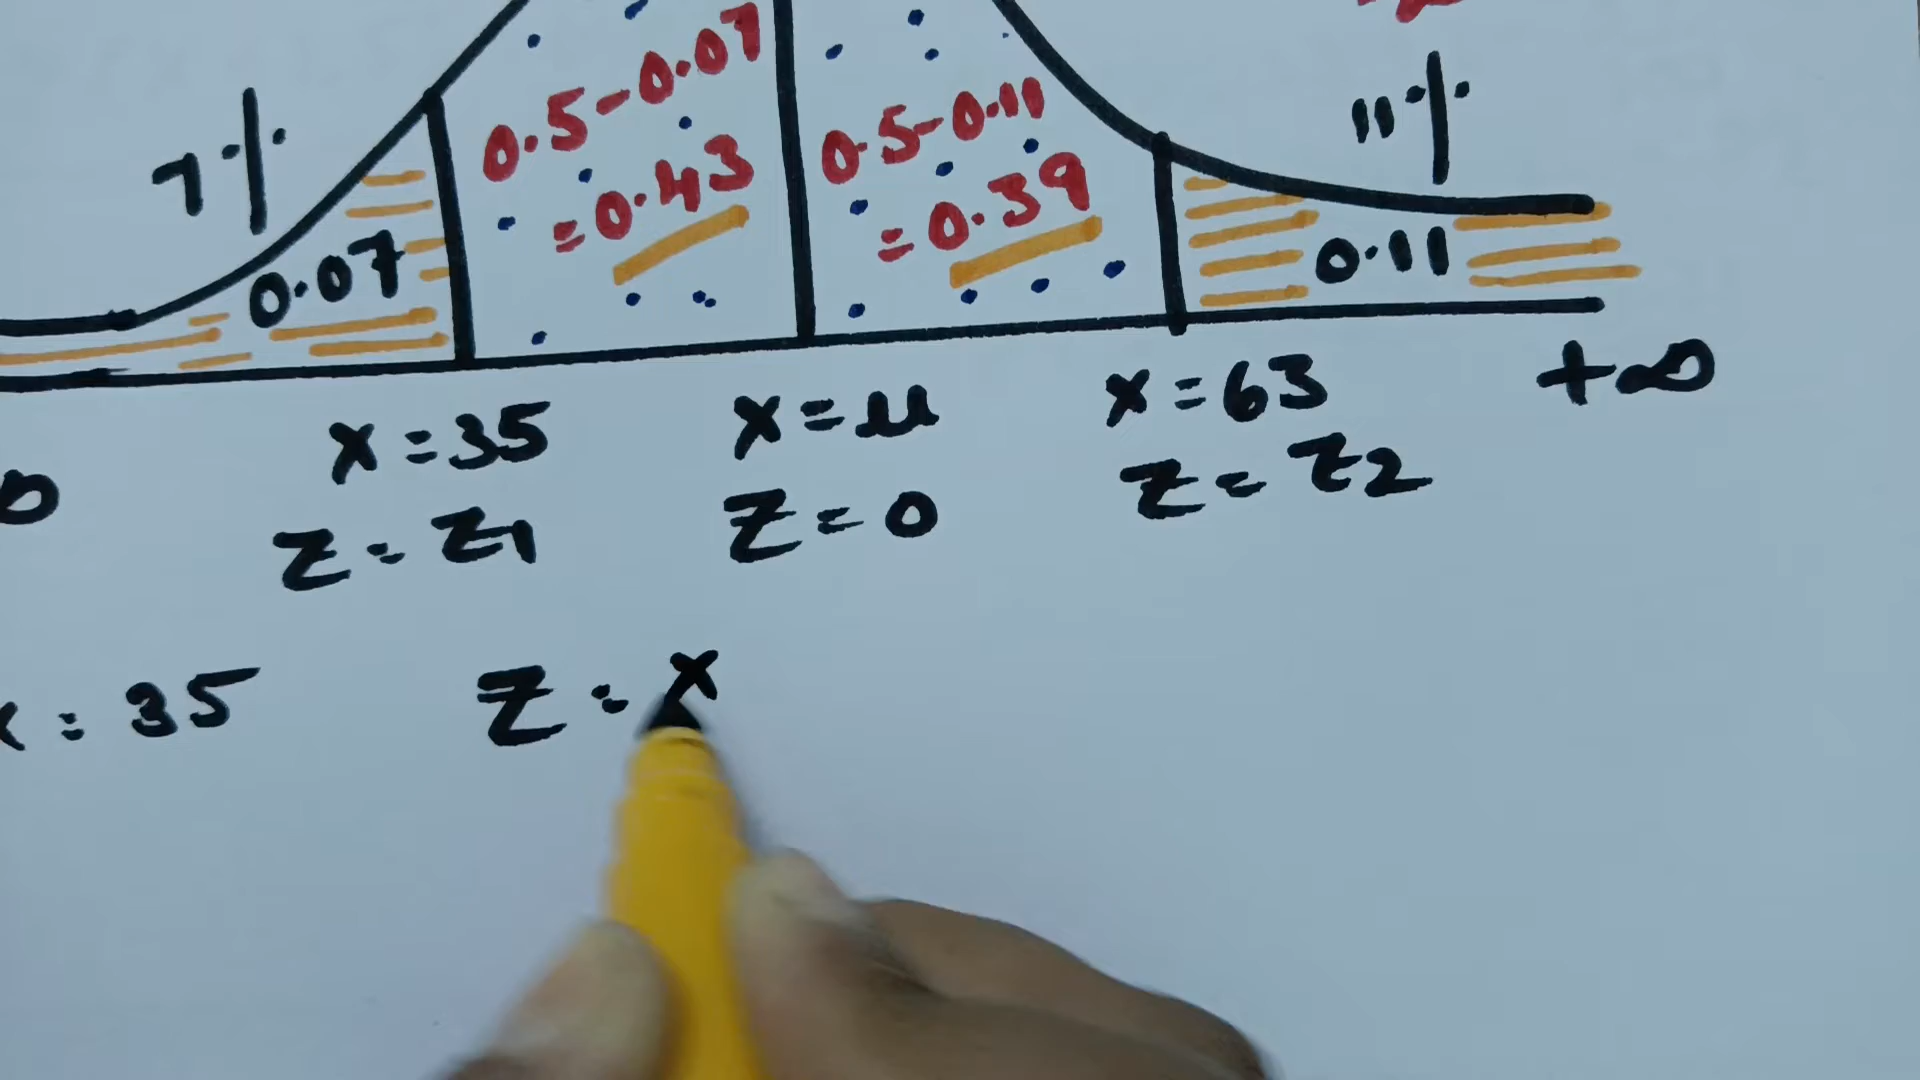 7%
0.5-0.07
=0.43
0.5-0.11
=0.39
11%
0.07
0.11
x=35
x=μ
x=63
+∞
z=z1
z=0
z=z2
x=35
z=x